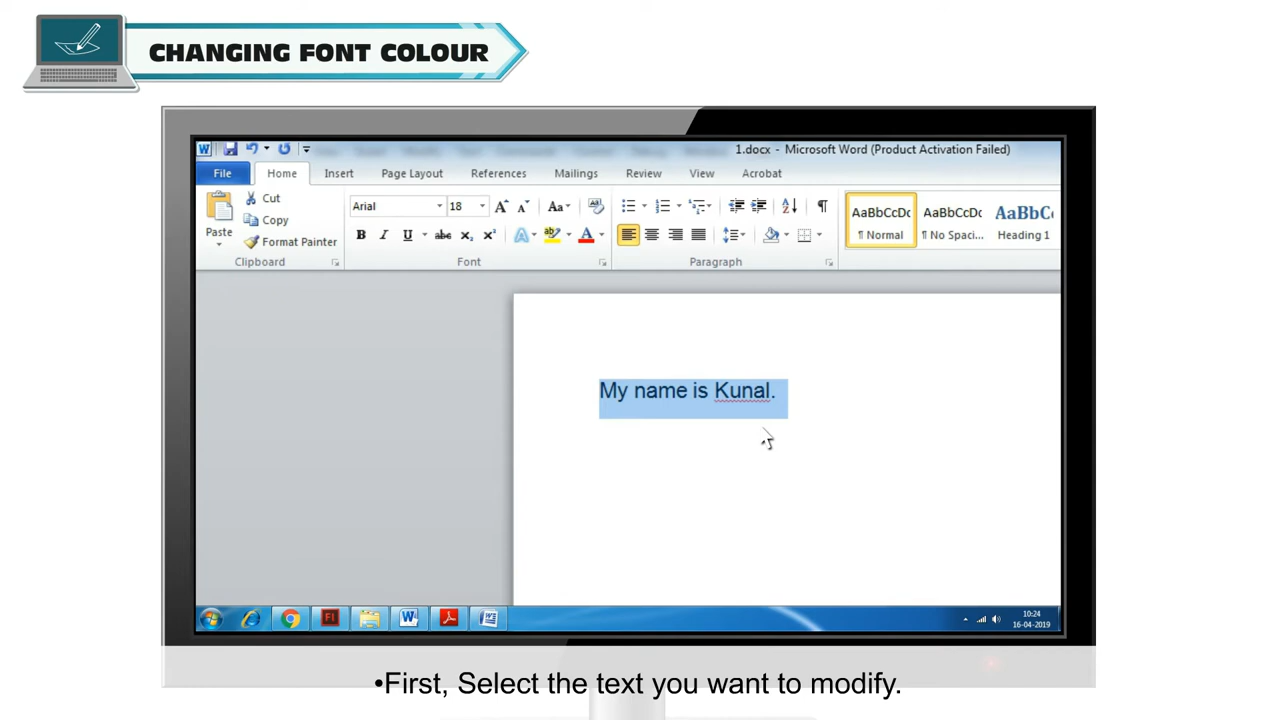 CHANGING FONT COLOUR
1.docx - Microsoft Word (Product Activation Failed)
File Home Insert Page Layout References Mailings Review View Acrobat
Cut
Copy
Format Painter
Paste
Arial 18 Aa
B I U abc X₂ X²
AaBbCcDc AaBbCcDc AaBbCc
¶ Normal ¶ No Spaci... Heading 1
Clipboard Font Paragraph
My name is Kunal.
10:24
16-04-2019
•First, Select the text you want to modify.